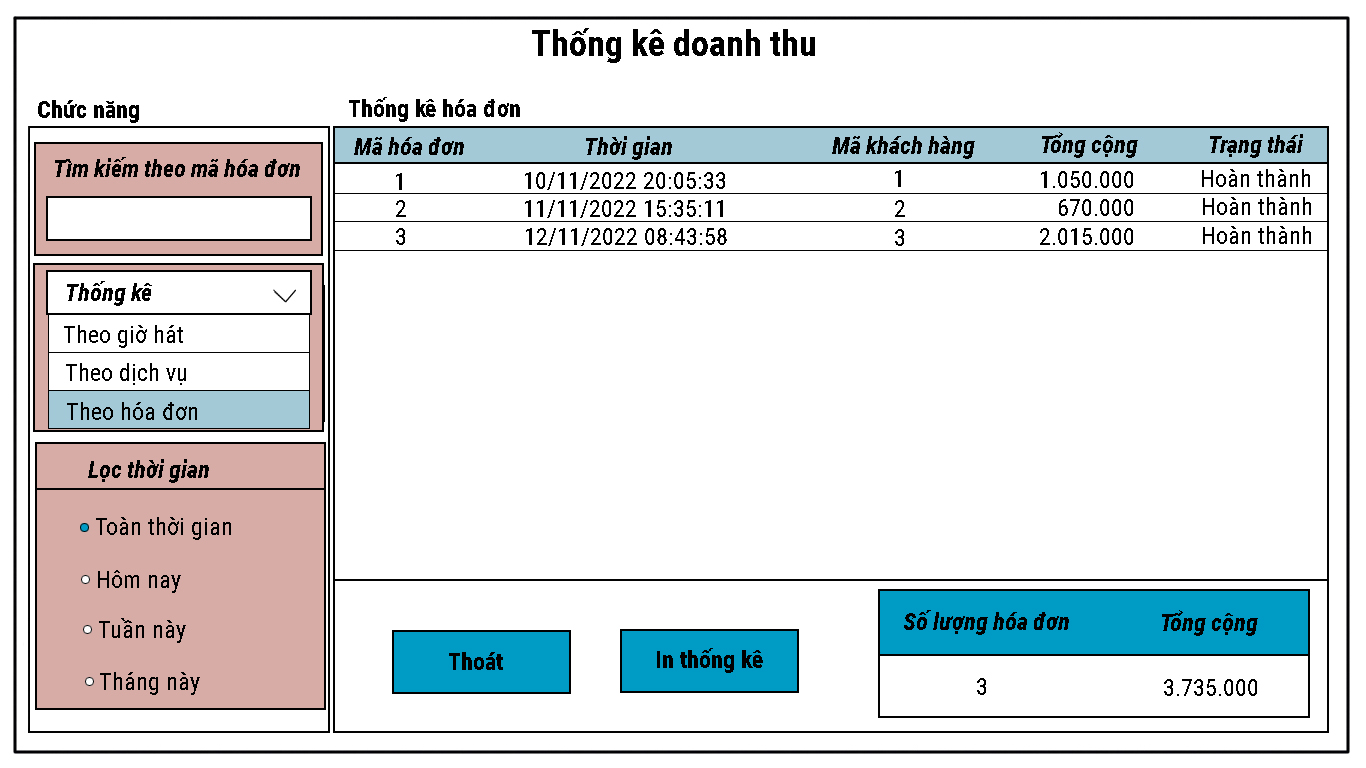 Thống kê doanh thu
Chức năng
Tìm kiếm theo mã hóa đơn
Thống kê
Theo giờ hát
Theo dịch vụ
Theo hóa đơn
Lọc thời gian
Toàn thời gian
Hôm nay
Tuần này
Tháng này
Thống kê hóa đơn
Mã hóa đơn Thời gian Mã khách hàng Tổng cộng Trạng thái
1 10/11/2022 20:05:33 1 1.050.000 Hoàn thành
2 11/11/2022 15:35:11 2 670.000 Hoàn thành
3 12/11/2022 08:43:58 3 2.015.000 Hoàn thành
Thoát
In thống kê
Số lượng hóa đơn Tổng cộng
3 3.735.000